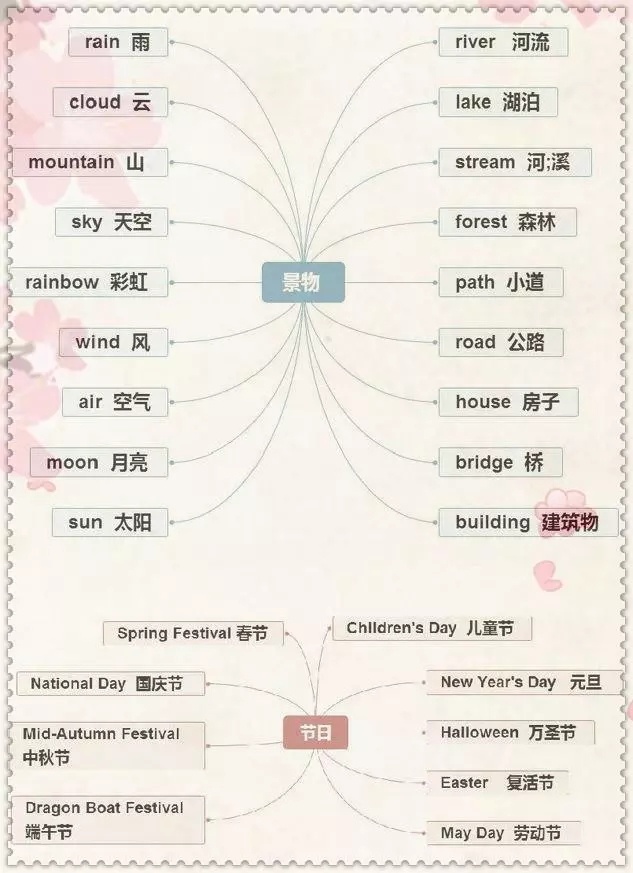 rain 雨
cloud 云
mountain 山
sky 天空
rainbow 彩虹
wind 风
air 空气
moon 月亮
sun 太阳
景物
river 河流
lake 湖泊
stream 河;溪
forest 森林
path 小道
road 公路
house 房子
bridge 桥
building 建筑物
Spring Festival 春节
National Day 国庆节
Mid-Autumn Festival
中秋节
Dragon Boat Festival
端午节
节日
Children's Day 儿童节
New Year's Day 元旦
Halloween 万圣节
Easter 复活节
May Day 劳动节